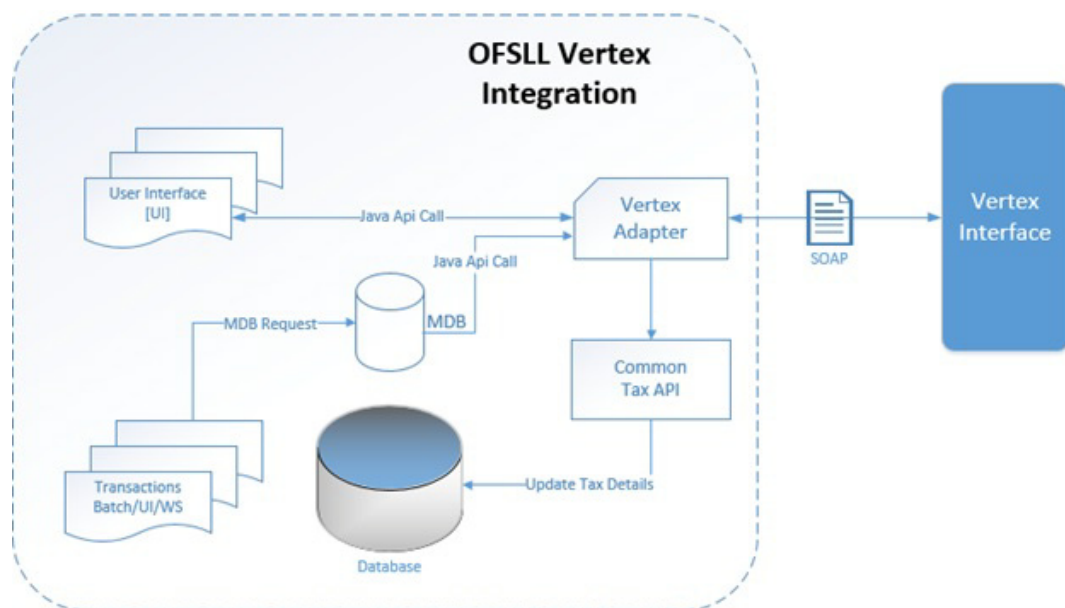 OFSLL Vertex
Integration
User Interface
[UI]
Java Api Call
Vertex
Adapter
SOAP
Vertex
Interface
Java Api Call
MDB Request
MDB
Common
Tax API
Transactions
Batch/UI/WS
Update Tax Details
Database